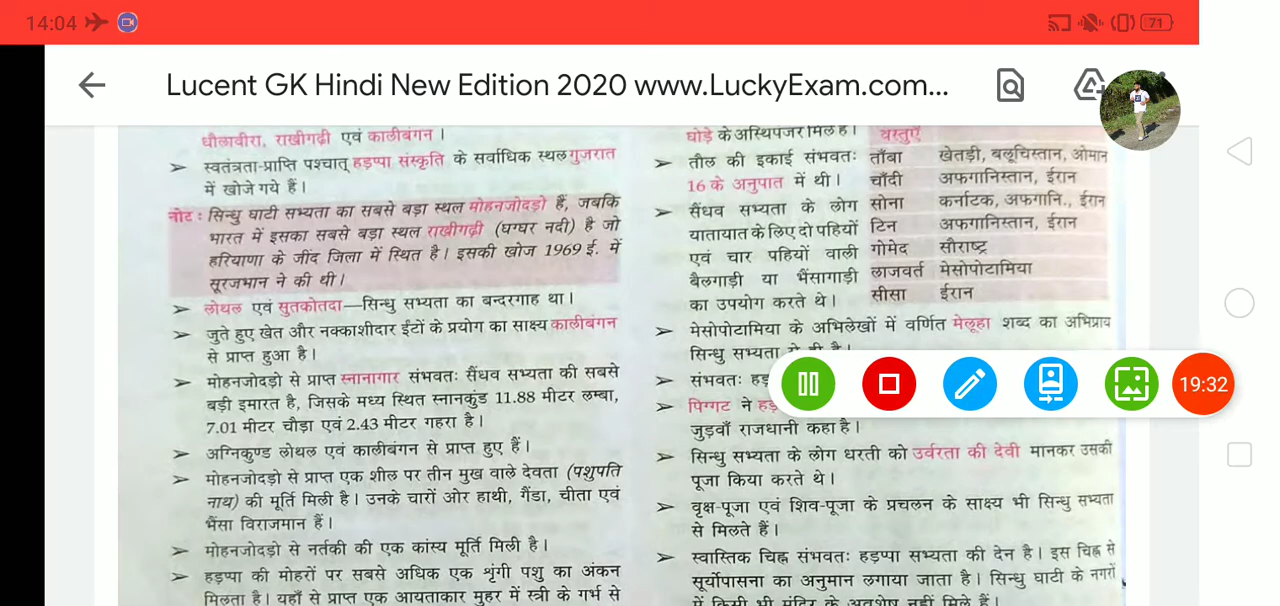 14:04
71
Lucent GK Hindi New Edition 2020 www.LuckyExam.com...
धौलावीरा, राखीगढ़ी एवं कालीबंगन ।
➢ स्वतंत्रता-प्राप्ति पश्चात् हड़प्पा संस्कृति के सर्वाधिक स्थल गुजरात
में खोजे गये हैं।
नोट : सिन्धु घाटी सभ्यता का सबसे बड़ा स्थल मोहनजोदड़ो है, जबकि
भारत में इसका सबसे बड़ा स्थल राखीगढ़ी (घग्घर नदी) है जो
हरियाणा के जींद जिला में स्थित है। इसकी खोज 1969 ई. में
सूरजभान ने की थी।
➢ लोथल एवं सुतकोतदा—सिन्धु सभ्यता का बन्दरगाह था।
➢ जुते हुए खेत और नक्काशीदार ईंटों के प्रयोग का साक्ष्य कालीबंगन
से प्राप्त हुआ है।
➢ मोहनजोदड़ो से प्राप्त स्नानागार संभवतः सैंधव सभ्यता की सबसे
बड़ी इमारत है, जिसके मध्य स्थित स्नानकुंड 11.88 मीटर लम्बा,
7.01 मीटर चौड़ा एवं 2.43 मीटर गहरा है।
➢ अग्निकुण्ड लोथल एवं कालीबंगन से प्राप्त हुए हैं।
➢ मोहनजोदड़ो से प्राप्त एक शील पर तीन मुख वाले देवता (पशुपति
नाथ) की मूर्ति मिली है। उनके चारों ओर हाथी, गैंडा, चीता एवं
भैंसा विराजमान हैं।
➢ मोहनजोदड़ो से नर्तकी की एक कांस्य मूर्ति मिली है।
➢ हड़प्पा की मोहरों पर सबसे अधिक एक शृंगी पशु का अंकन
मिलता है। यहाँ से प्राप्त एक आयताकार मुहर में स्त्री के गर्भ से
घोड़े के अस्थिपंजर मिले हैं।
➢ तौल की इकाई संभवतः
16 के अनुपात में थी।
➢ सैंधव सभ्यता के लोग
यातायात के लिए दो पहियों
एवं चार पहियों वाली
बैलगाड़ी या भैंसागाड़ी
का उपयोग करते थे।
वस्तुएँ
ताँबा खेतड़ी, बलूचिस्तान, ओमान
चाँदी अफगानिस्तान, ईरान
सोना कर्नाटक, अफगानि., ईरान
टिन अफगानिस्तान, ईरान
गोमेद सौराष्ट्र
लाजवर्त मेसोपोटामिया
सीसा ईरान
➢ मेसोपोटामिया के अभिलेखों में वर्णित मेलूहा शब्द का अभिप्राय
सिन्धु सभ्यता से ही है।
➢ संभवतः
➢ पिग्गट ने
जुड़वाँ राजधानी कहा है।
➢ सिन्धु सभ्यता के लोग धरती को उर्वरता की देवी मानकर उसकी
पूजा किया करते थे।
➢ वृक्ष-पूजा एवं शिव-पूजा के प्रचलन के साक्ष्य भी सिन्धु सभ्यता
से मिलते हैं।
➢ स्वास्तिक चिह्न संभवतः हड़प्पा सभ्यता की देन है। इस चिह्न से
सूर्योपासना का अनुमान लगाया जाता है। सिन्धु घाटी के नगरों
में किसी भी मंदिर के अवशेष नहीं मिले हैं।
19:32